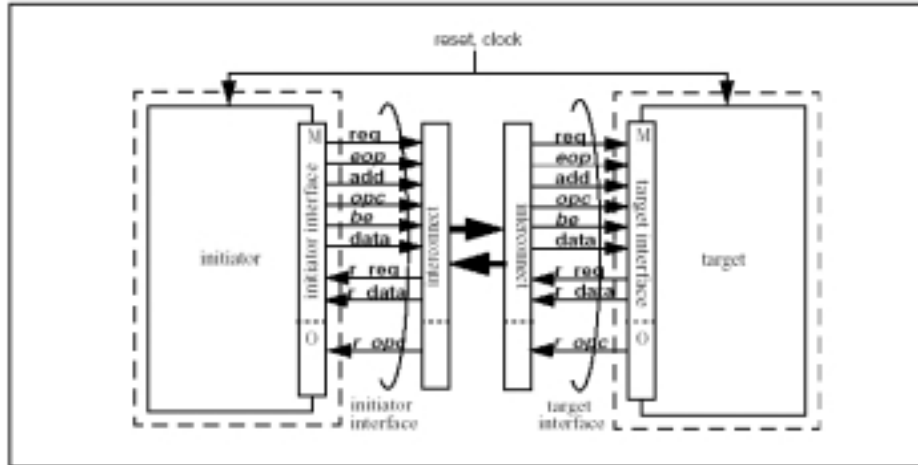 reset, clock
M
req
eop
add
opc
be
data
r_req
r_data
O
r_opc
initiator
initiator interface
interconnect
initiator
interface
req
eop
add
opc
be
data
r_req
r_data
r_opc
interconnect
target
interface
M
target interface
O
target